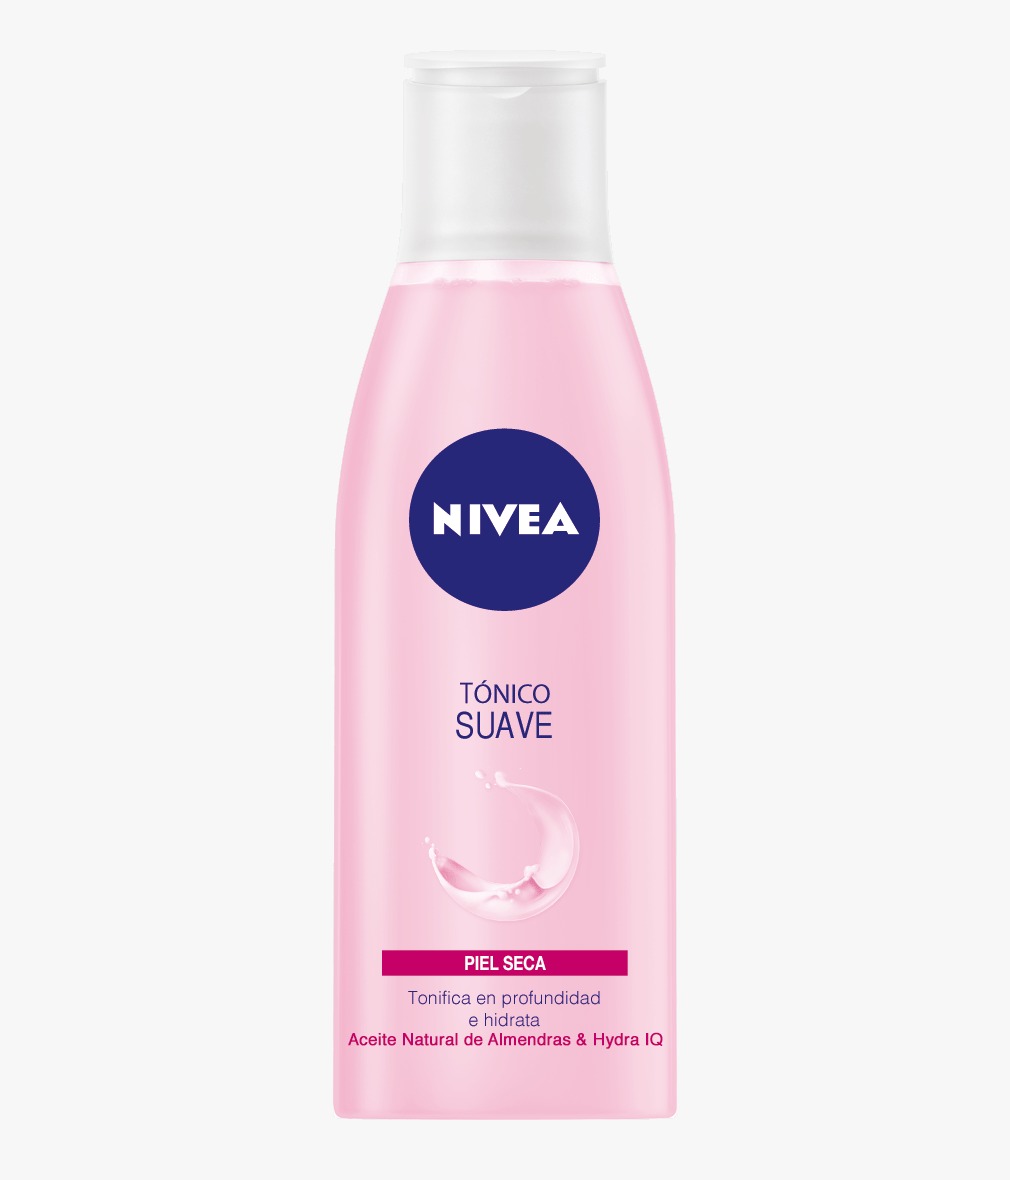 NIVEA
TÓNICO
SUAVE
PIEL SECA
Tonifica en profundidad
e hidrata
Aceite Natural de Almendras & Hydra IQ